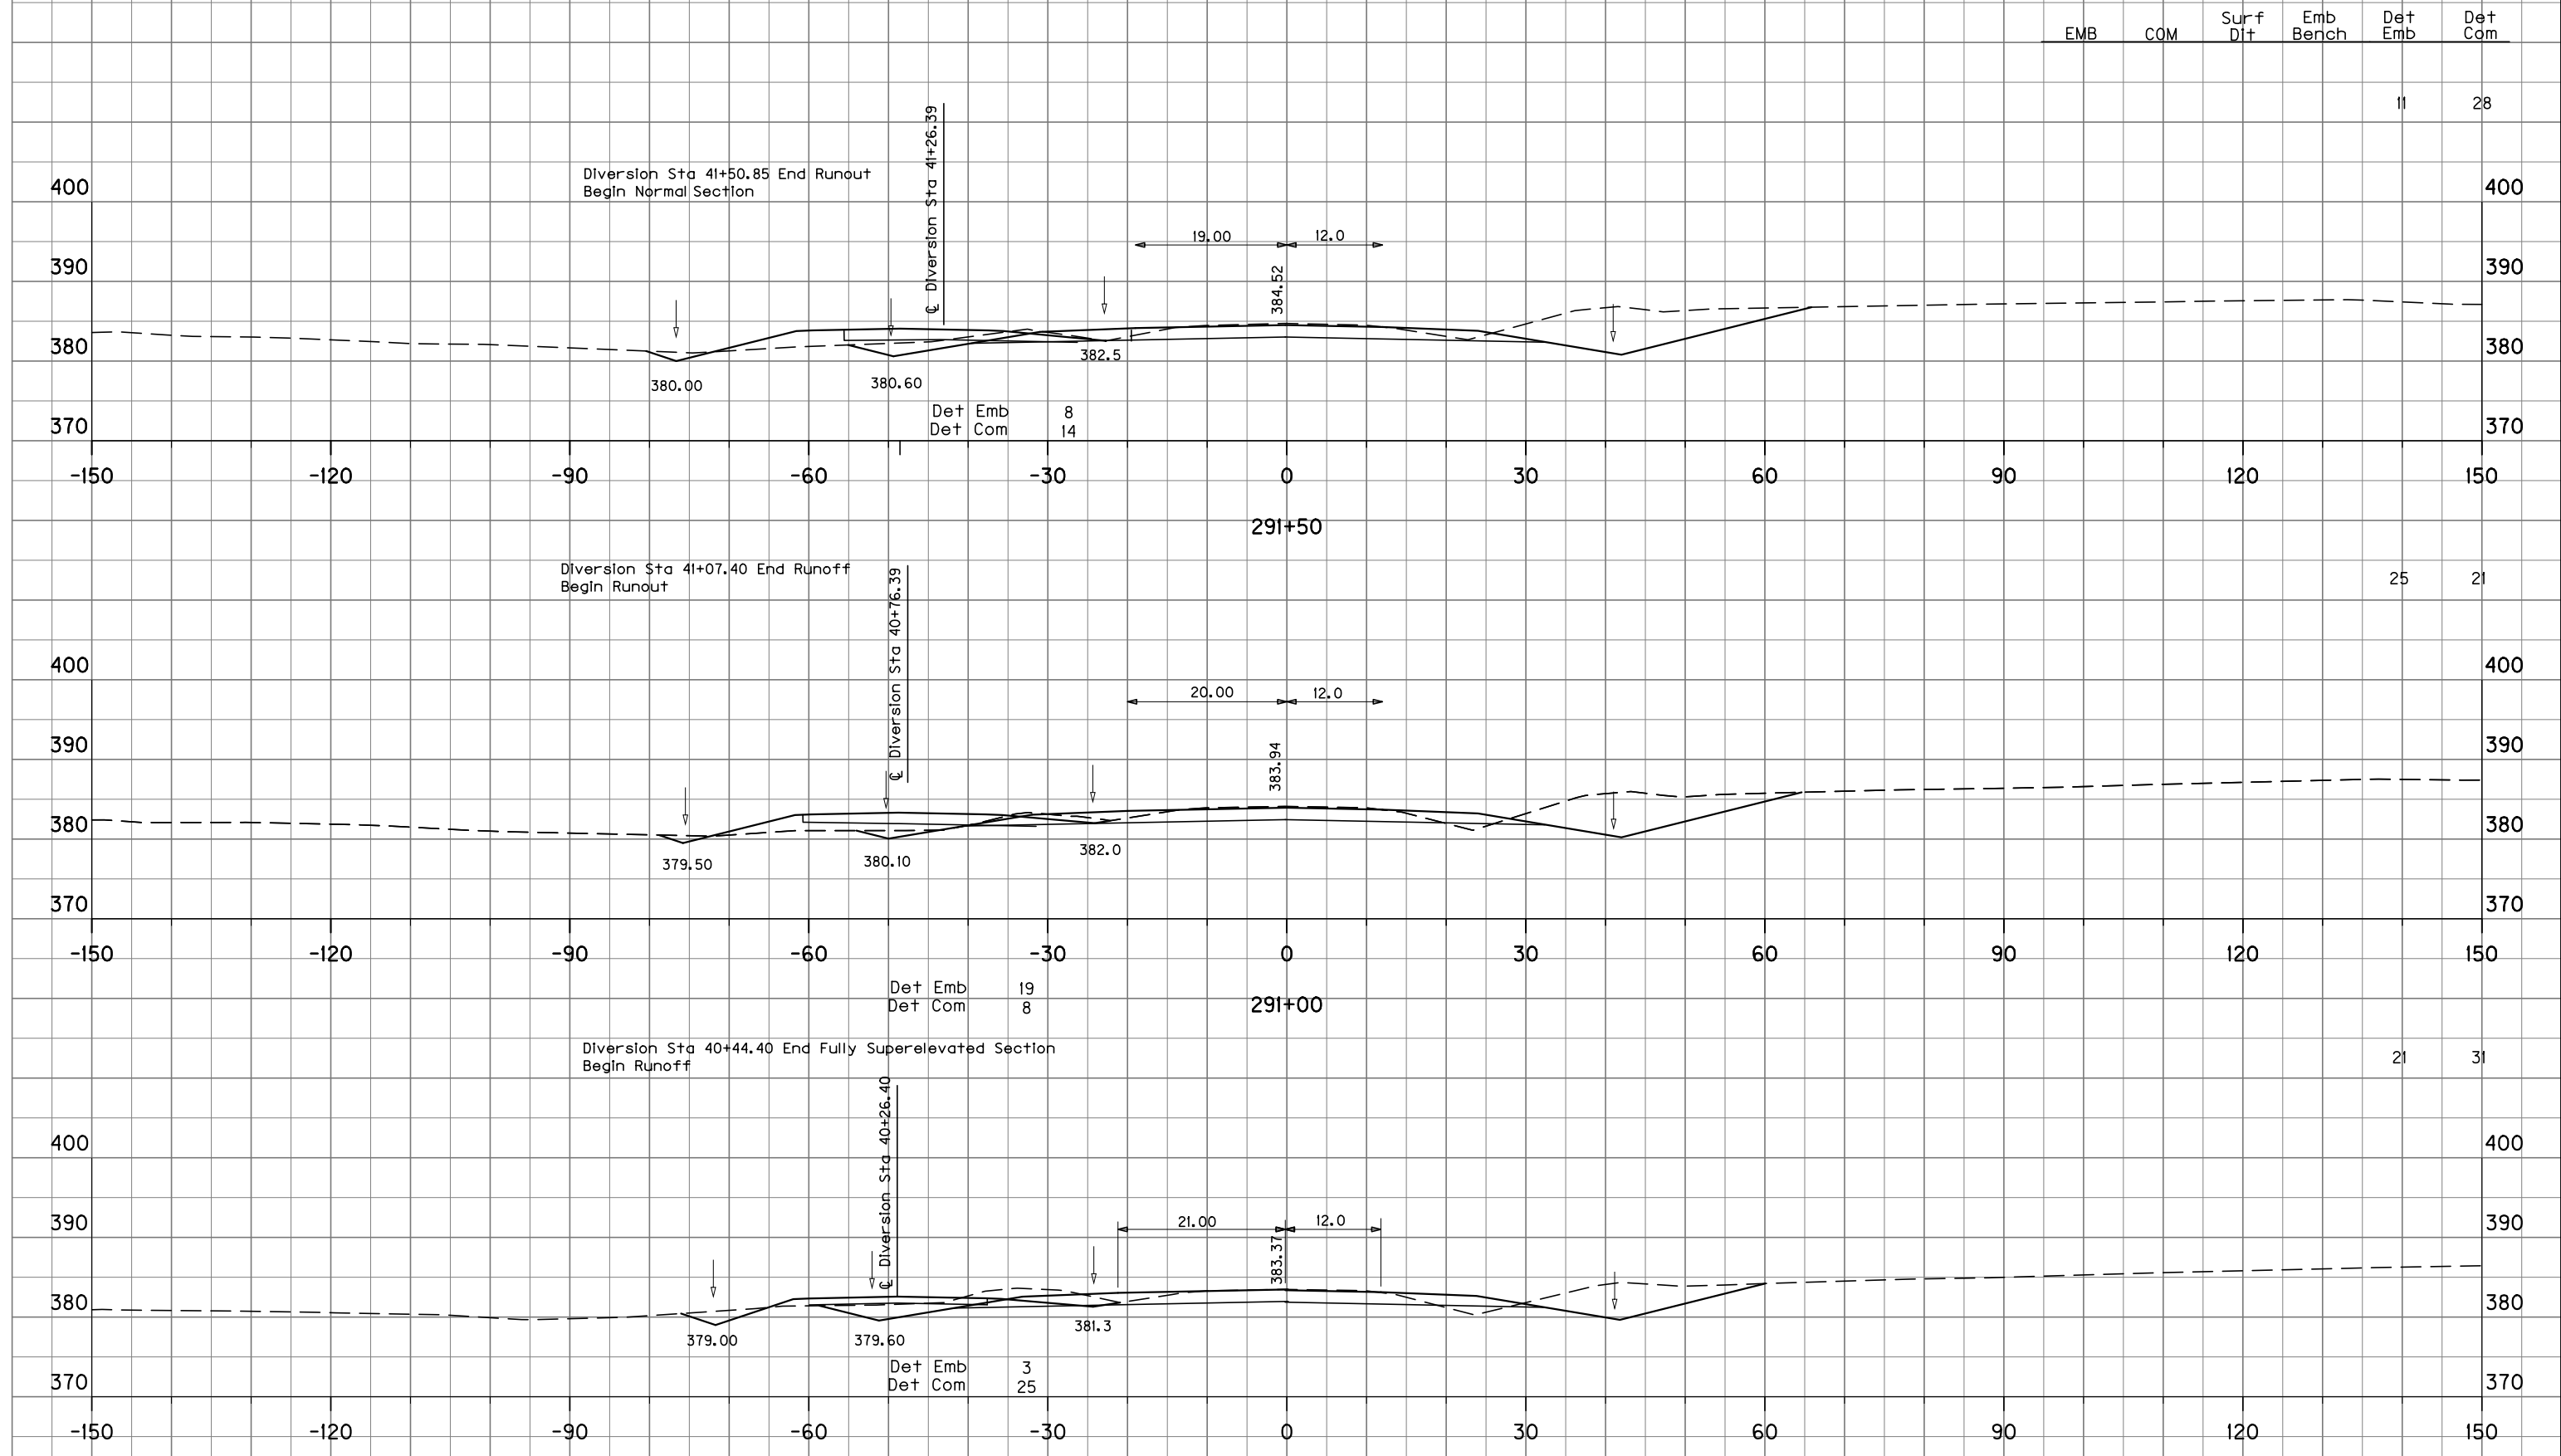 Surf Emb Det Det
EMB COM Dit Bench Emb Com
11 28
Diversion Sta 41+50.85 End Runout
Begin Normal Section
℄ Diversion Sta 41+26.39
400 400
19.00 12.0
390 390
384.52
380 380
382.5
380.00 380.60
Det Emb 8
Det Com 14
370 370
-150 -120 -90 -60 -30 0 30 60 90 120 150
291+50
Diversion Sta 41+07.40 End Runoff
Begin Runout
25 21
℄ Diversion Sta 40+76.39
400 400
20.00 12.0
390 390
383.94
380 380
379.50 380.10 382.0
370 370
-150 -120 -90 -60 -30 0 30 60 90 120 150
Det Emb 19
Det Com 8
291+00
Diversion Sta 40+44.40 End Fully Superelevated Section
Begin Runoff
21 31
℄ Diversion Sta 40+26.40
400 400
21.00 12.0
390 390
383.37
380 380
379.00 379.60 381.3
Det Emb 3
Det Com 25
370 370
-150 -120 -90 -60 -30 0 30 60 90 120 150